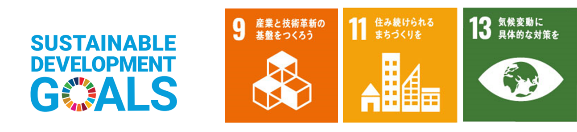 SUSTAINABLE
DEVELOPMENT
GOALS
9 産業と技術革新の
基盤をつくろう
11 住み続けられる
まちづくりを
13 気候変動に
具体的な対策を